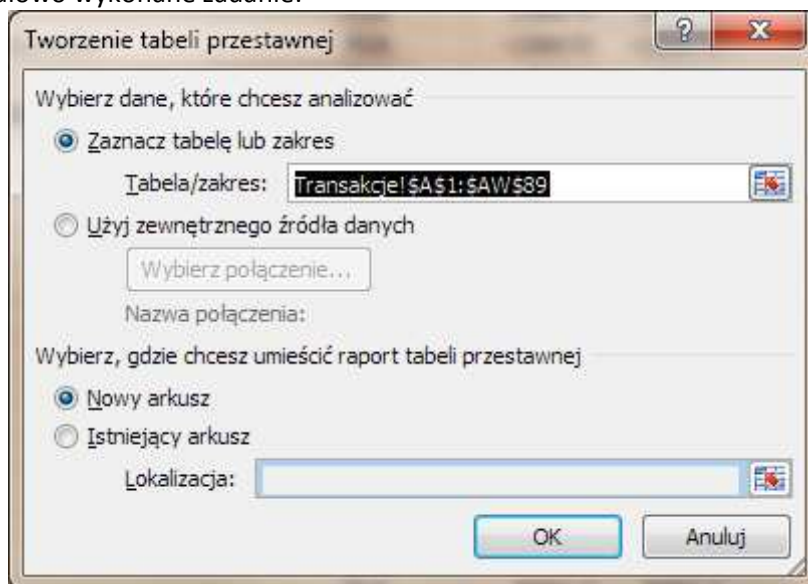 wykonane zadanie.
Tworzenie tabeli przestawnej
Wybierz dane, które chcesz analizować
Zaznacz tabelę lub zakres
Tabela/zakres: Transakcje!$A$1:$AW$89
Użyj zewnętrznego źródła danych
Wybierz połączenie...
Nazwa połączenia:
Wybierz, gdzie chcesz umieścić raport tabeli przestawnej
Nowy arkusz
Istniejący arkusz
Lokalizacja:
OK Anuluj